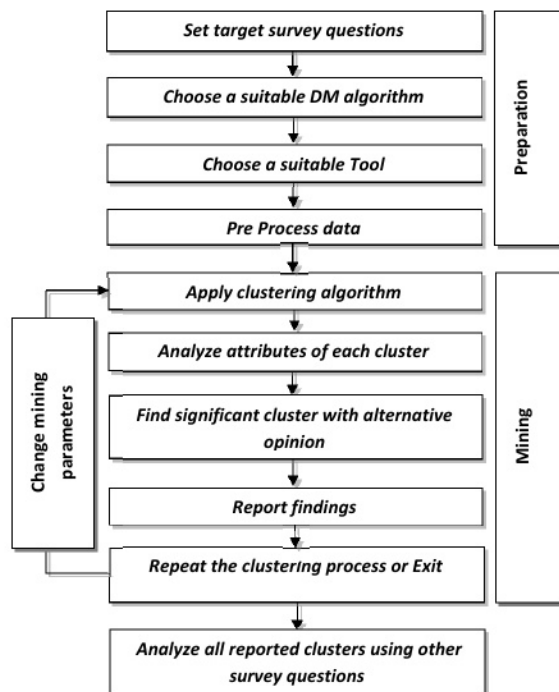 Set target survey questions
Choose a suitable DM algorithm
Choose a suitable Tool
Pre Process data
Preparation
Apply clustering algorithm
Analyze attributes of each cluster
Find significant cluster with alternative
opinion
Report findings
Repeat the clustering process or Exit
Change mining
parameters
Mining
Analyze all reported clusters using other
survey questions